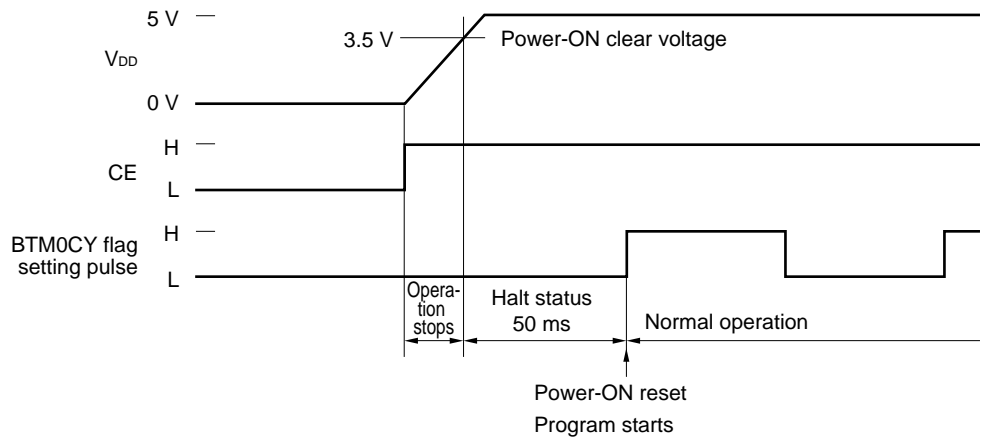 5 V
3.5 V
Power-ON clear voltage
VDD
0 V
H
CE
L
H
BTM0CY flag
setting pulse
L
Opera-
tion
stops
Halt status
50 ms
Normal operation
Power-ON reset
Program starts